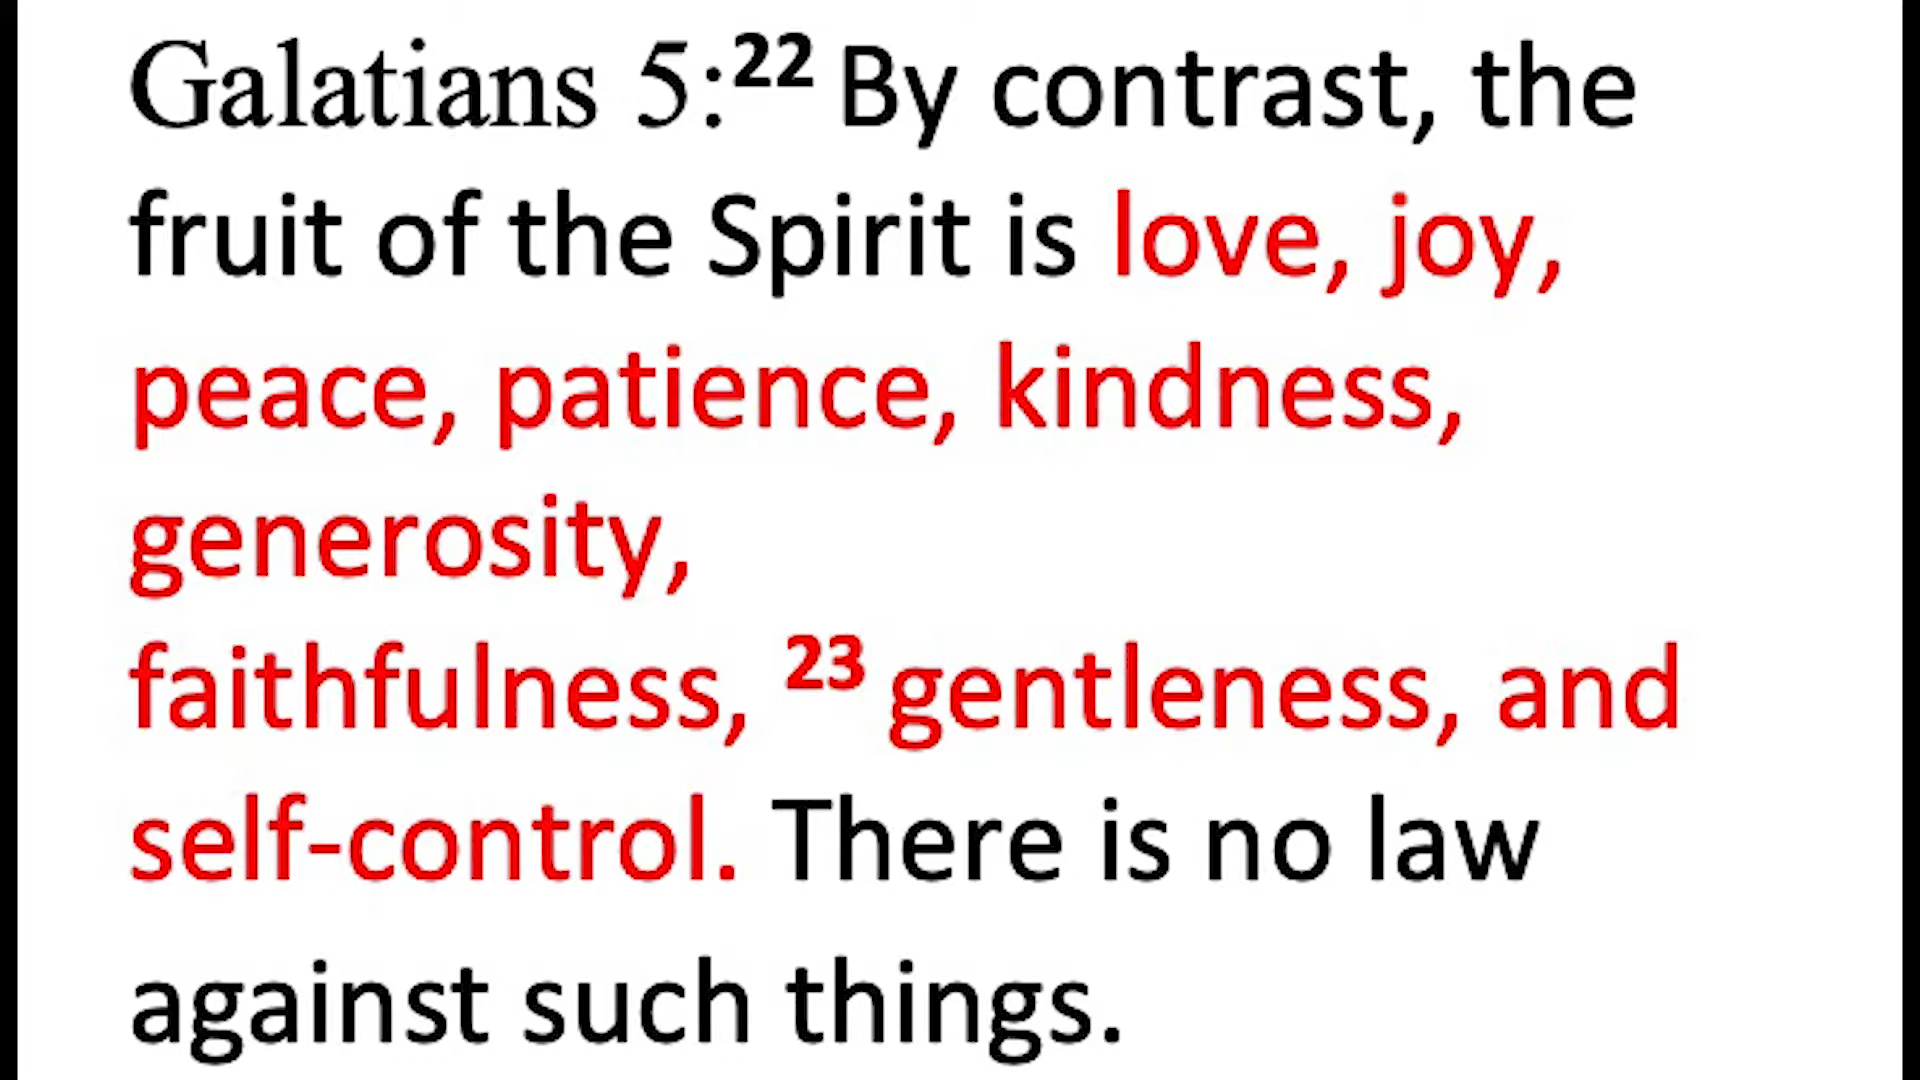 Galatians 5:22 By contrast, the
fruit of the Spirit is love, joy,
peace, patience, kindness,
generosity,
faithfulness, 23 gentleness, and
self-control. There is no law
against such things.